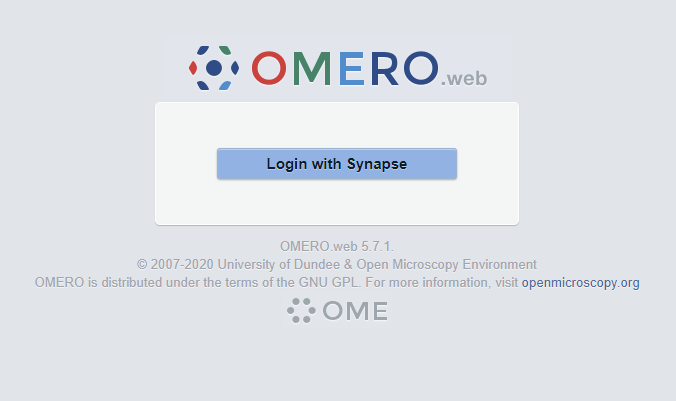 OMERO.web
Login with Synapse
OMERO.web 5.7.1.
© 2007-2020 University of Dundee & Open Microscopy Environment
OMERO is distributed under the terms of the GNU GPL. For more information, visit openmicroscopy.org
OME